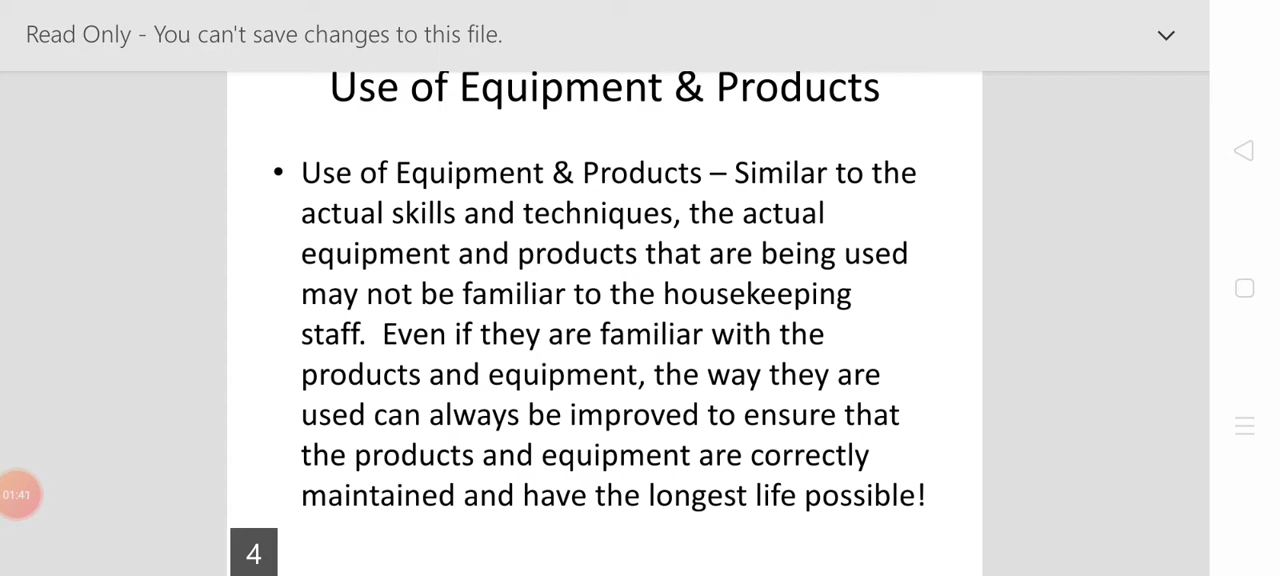 Read Only - You can't save changes to this file.
Use of Equipment & Products
• Use of Equipment & Products – Similar to the
actual skills and techniques, the actual
equipment and products that are being used
may not be familiar to the housekeeping
staff.  Even if they are familiar with the
products and equipment, the way they are
used can always be improved to ensure that
the products and equipment are correctly
maintained and have the longest life possible!
01:41
4